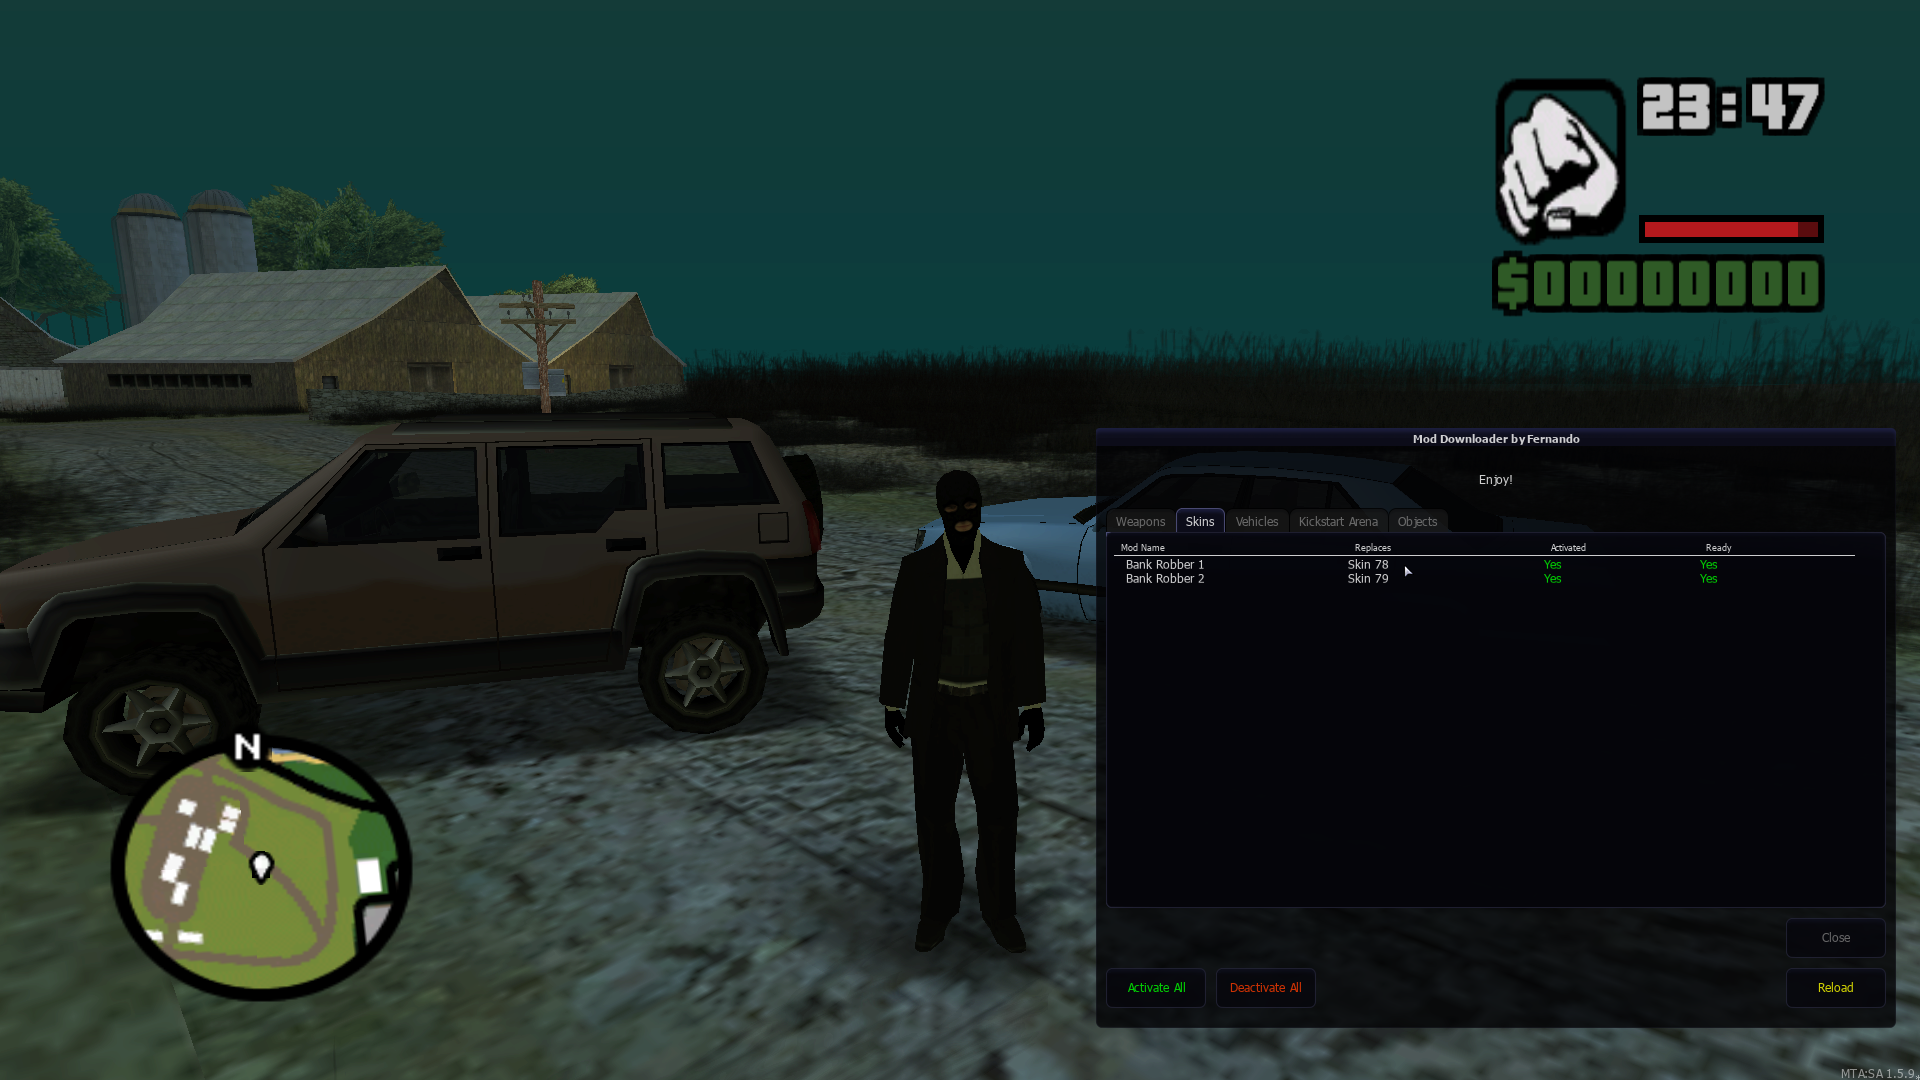 23:47
$00000000
N
Mod Downloader by Fernando
Enjoy!
Weapons Skins Vehicles Kickstart Arena Objects
Mod Name Replaces Activated Ready
Bank Robber 1 Skin 78 Yes Yes
Bank Robber 2 Skin 79 Yes Yes
Close
Activate All Deactivate All Reload
MTA:SA 1.5.9